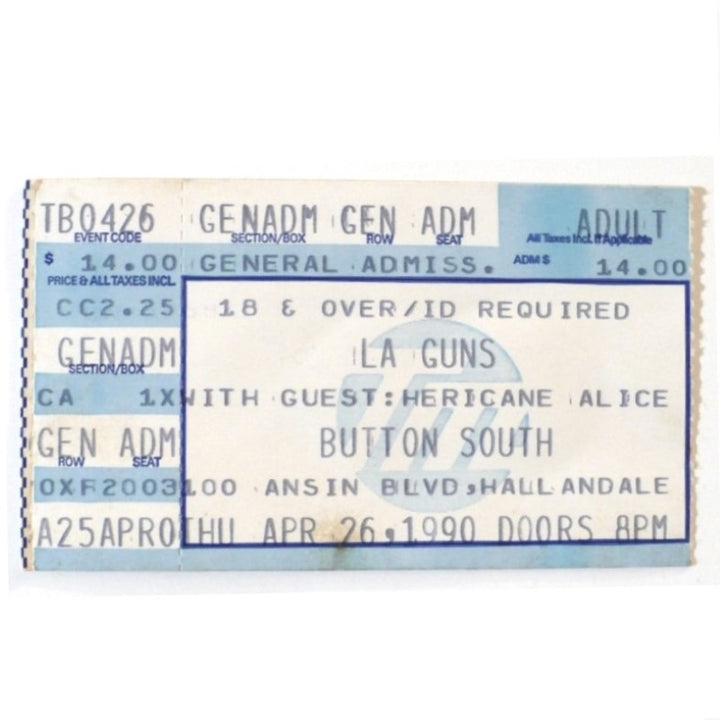 TB0426 GENADM GEN ADM ADULT
EVENT CODE SECTION/BOX ROW SEAT All Taxes Incl. If Applicable
$ 14.00 GENERAL ADMISS. ADM $ 14.00
PRICE & ALL TAXES INCL
CC2.25 18 & OVER/ID REQUIRED
GENADM LA GUNS
SECTION/BOX
CA 1X WITH GUEST:HERICANE ALICE
GEN ADM BUTTON SOUTH
ROW SEAT
OXF2003 100 ANSIN BLVD,HALLANDALE
A25APR0 THU APR 26,1990 DOORS 8PM